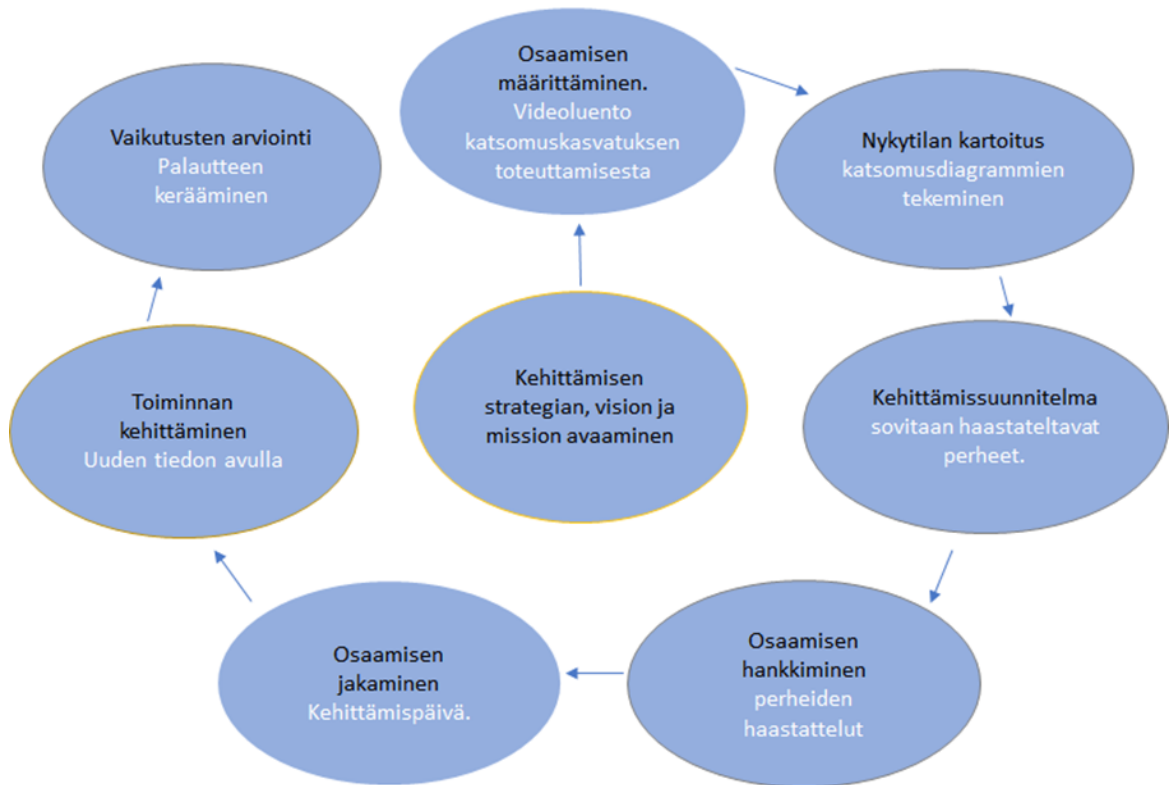 Osaamisen
määrittäminen.
Videoluento
katsomuskasvatuksen
toteuttamisesta
Nykytilan kartoitus
katsomusdiagrammien
tekeminen
Kehittämissuunnitelma
sovitaan haastateltavat
perheet.
Osaamisen
hankkiminen
perheiden
haastattelut
Osaamisen
jakaminen
Kehittämispäivä.
Toiminnan
kehittäminen
Uuden tiedon avulla
Vaikutusten arviointi
Palautteen
kerääminen
Kehittämisen
strategian, vision ja
mission avaaminen